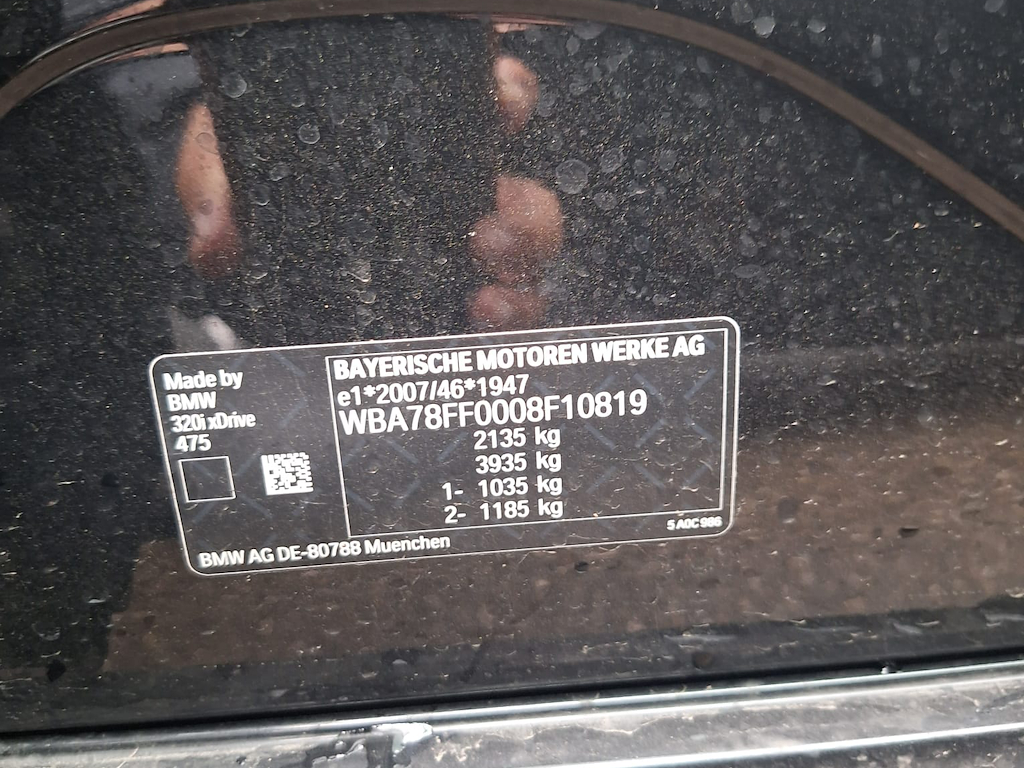 Made by
BMW
320i xDrive
475
BAYERISCHE MOTOREN WERKE AG
e1*2007/46*1947
WBA78FF0008F10819
2135 kg
3935 kg
1- 1035 kg
2- 1185 kg
5 A0C 986
BMW AG DE-80788 Muenchen